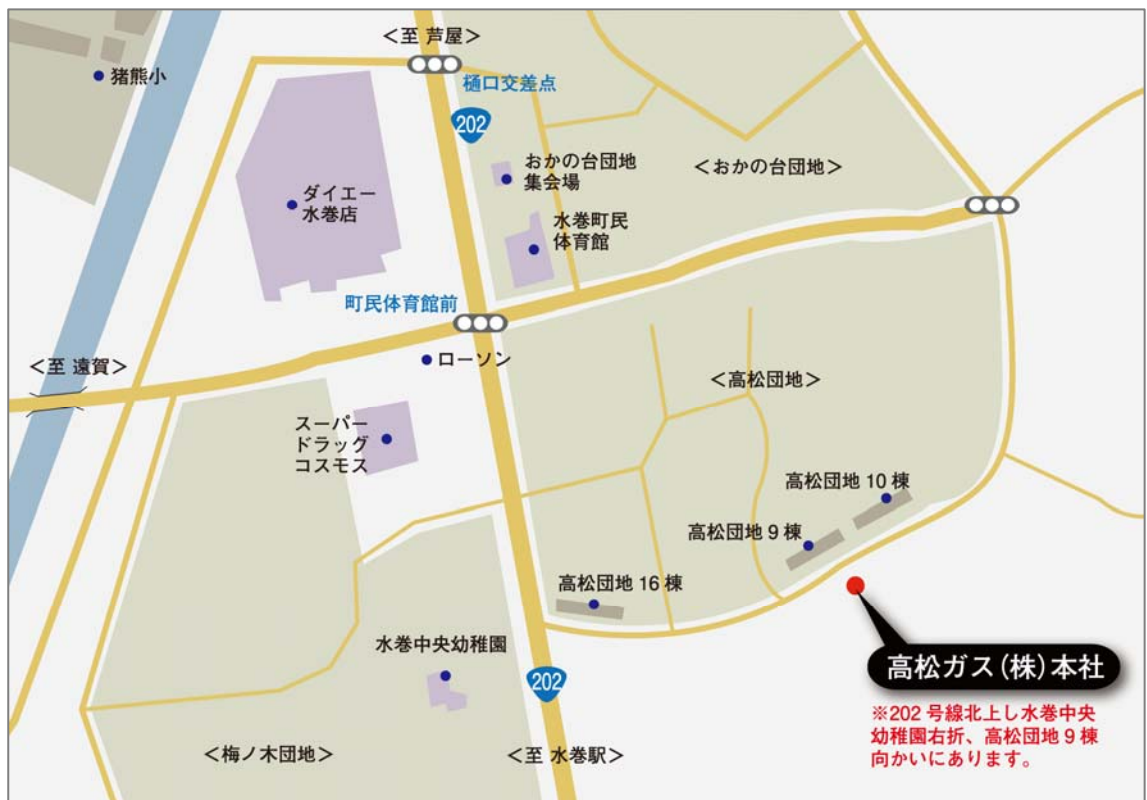 ＜至 芦屋＞
猪熊小
樋口交差点
202
おかの台団地
集会場
＜おかの台団地＞
ダイエー
水巻店
水巻町民
体育館
町民体育館前
＜至 遠賀＞
ローソン
＜高松団地＞
スーパー
ドラッグ
コスモス
高松団地 10 棟
高松団地 9 棟
高松団地 16 棟
水巻中央幼稚園
202
高松ガス(株)本社
※202 号線北上し水巻中央
幼稚園右折、高松団地 9 棟
向かいにあります。
＜梅ノ木団地＞
＜至 水巻駅＞